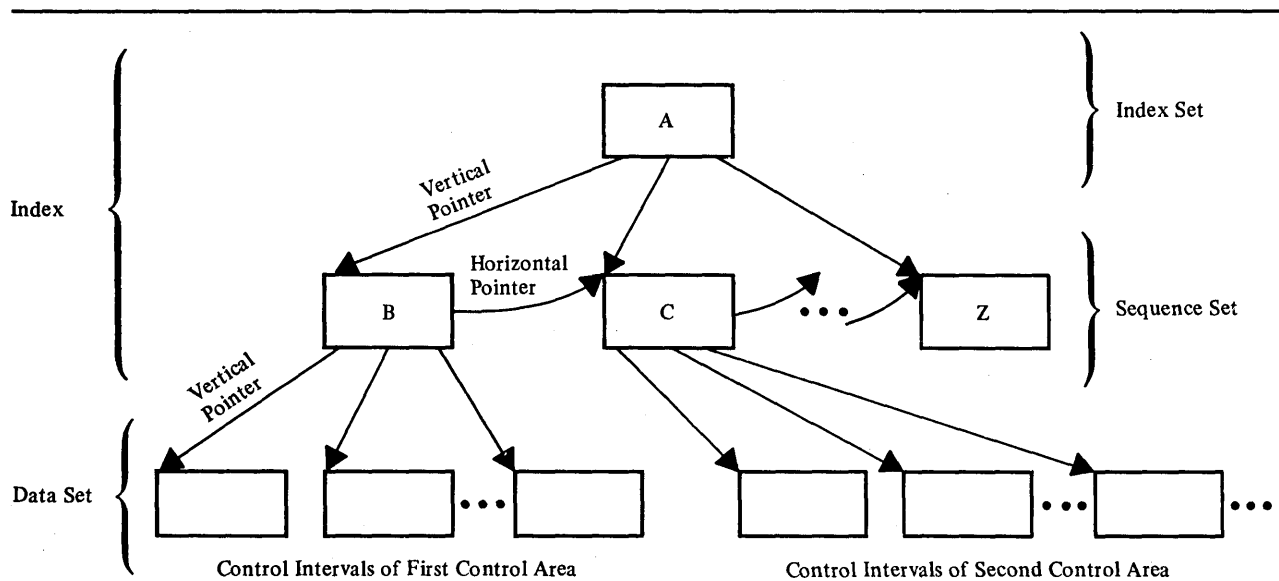 A
Index Set
Vertical
Pointer
Index
Horizontal
Pointer
B
C
•••
Z
Sequence Set
Vertical
Pointer
Data Set
•••
•••
•••
Control Intervals of First Control Area
Control Intervals of Second Control Area